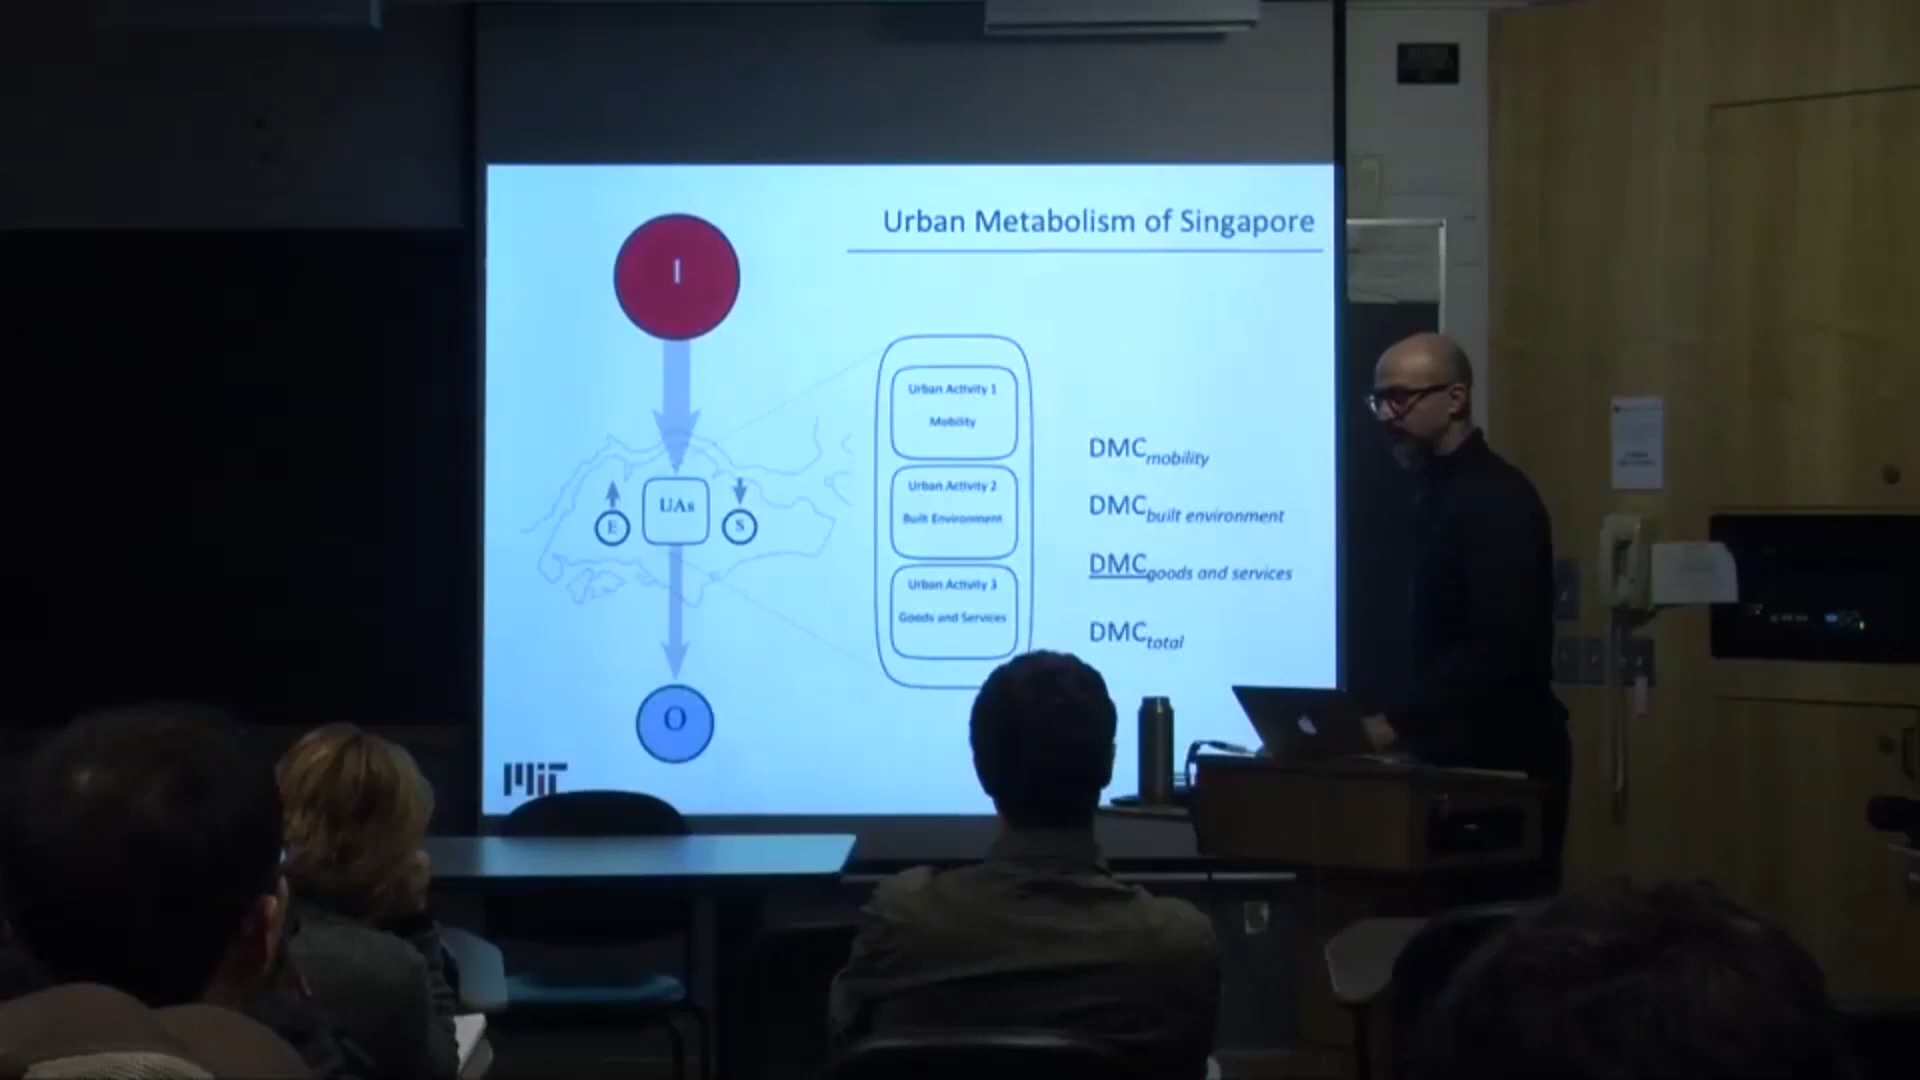 Urban Metabolism of Singapore
I
Urban Activity 1
Mobility
DMCmobility
UAs
E
S
Urban Activity 2
Built Environment
DMCbuilt environment
Urban Activity 3
Goods and Services
DMCgoods and services
DMCtotal
O
MIT